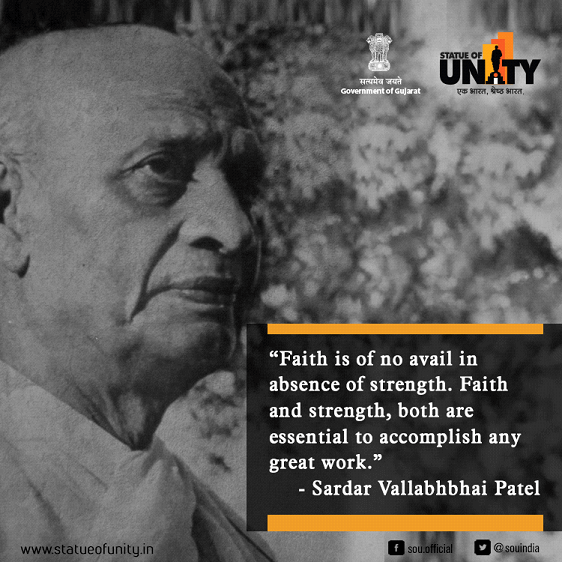 सत्यमेव जयते
Government of Gujarat
STATUE OF
UNITY
एक भारत, श्रेष्ठ भारत.
“Faith is of no avail in
absence of strength. Faith
and strength, both are
essential to accomplish any
great work.”
- Sardar Vallabhbhai Patel
www.statueofunity.in
sou.official
@souindia